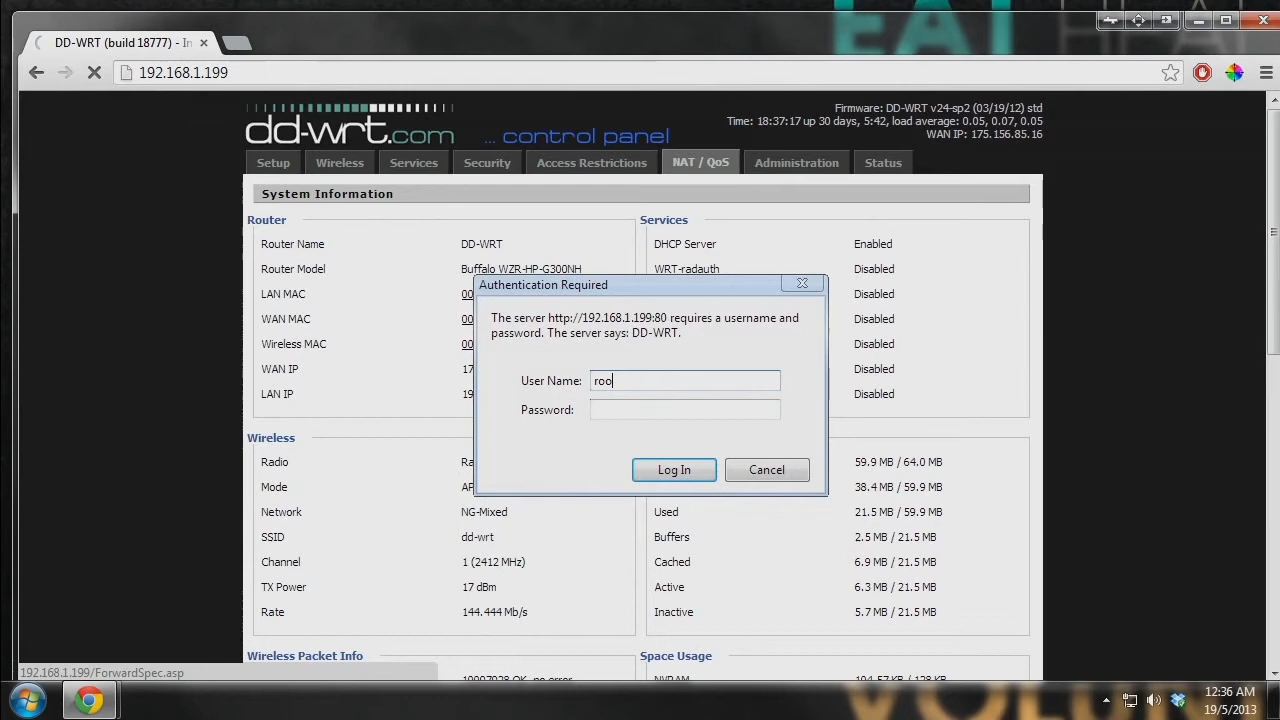 EAT HEAL
DD-WRT (build 18777) - In
192.168.1.199
dd-wrt.com ... control panel
Firmware: DD-WRT v24-sp2 (03/19/12) std
Time: 18:37:17 up 30 days, 5:42, load average: 0.05, 0.07, 0.05
WAN IP: 175.156.85.16
Setup Wireless Services Security Access Restrictions NAT / QoS Administration Status
System Information
Router
Router Name DD-WRT
Router Model Buffalo WZR-HP-G300NH
LAN MAC 00
WAN MAC 00
Wireless MAC 00
WAN IP 17
LAN IP 19
Services
DHCP Server Enabled
WRT-radauth Disabled
Disabled
Disabled
Disabled
Disabled
Disabled
Authentication Required
The server http://192.168.1.199:80 requires a username and
password. The server says: DD-WRT.
User Name: roo
Password:
Log In Cancel
Wireless
Radio Ra
Mode AP
Network NG-Mixed
SSID dd-wrt
Channel 1 (2412 MHz)
TX Power 17 dBm
Rate 144.444 Mb/s
59.9 MB / 64.0 MB
38.4 MB / 59.9 MB
Used 21.5 MB / 59.9 MB
Buffers 2.5 MB / 21.5 MB
Cached 6.9 MB / 21.5 MB
Active 6.3 MB / 21.5 MB
Inactive 5.7 MB / 21.5 MB
Wireless Packet Info
Space Usage
192.168.1.199/ForwardSpec.asp
12:36 AM
19/5/2013